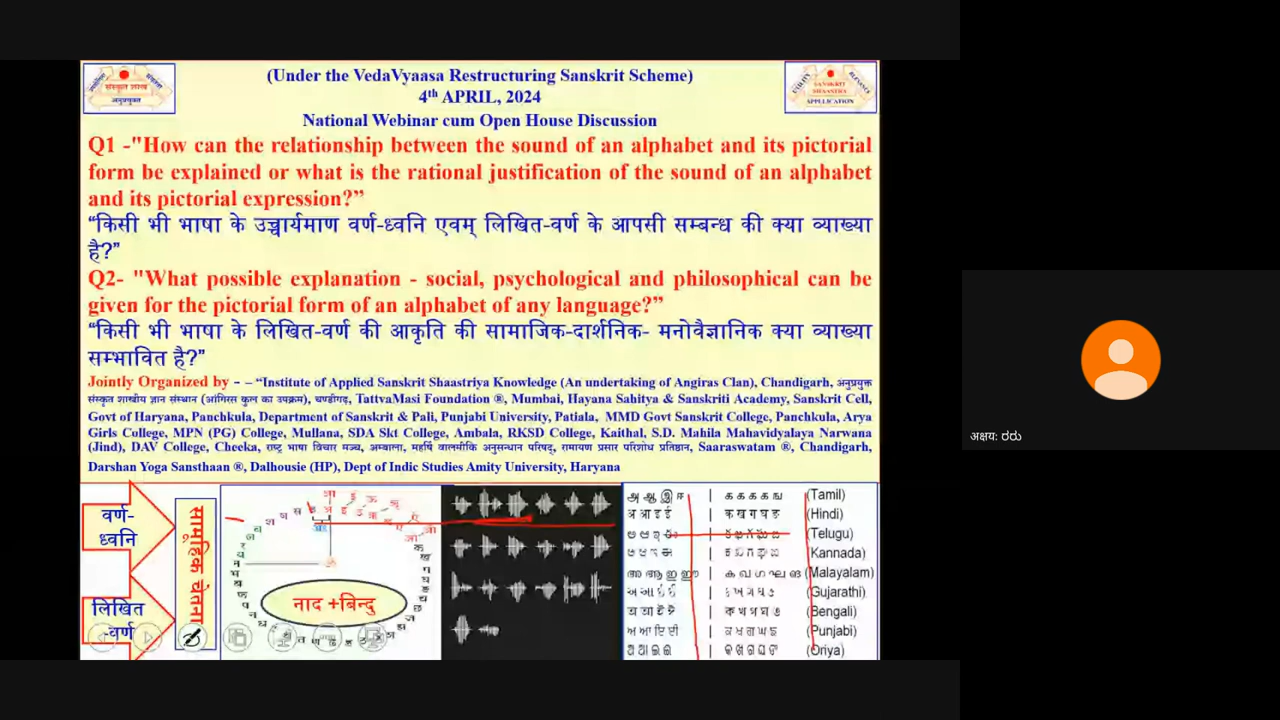 (Under the VedaVyaasa Restructuring Sanskrit Scheme)
4th APRIL, 2024
National Webinar cum Open House Discussion
संस्कृत शास्त्र
अनुप्रयुक्त
UTILITY
RELEVANCE
SANSKRIT
SHAASTRA
APPLICATION
Q1 -"How can the relationship between the sound of an alphabet and its pictorial
form be explained or what is the rational justification of the sound of an alphabet
and its pictorial expression?”
“किसी भी भाषा के उच्चार्यमाण वर्ण-ध्वनि एवम् लिखित-वर्ण के आपसी सम्बन्ध की क्या व्याख्या
है?”
Q2- "What possible explanation - social, psychological and philosophical can be
given for the pictorial form of an alphabet of any language?”
“किसी भी भाषा के लिखित-वर्ण की आकृति की सामाजिक-दार्शनिक- मनोवैज्ञानिक क्या व्याख्या
सम्भावित है?”
Jointly Organized by - – “Institute of Applied Sanskrit Shaastriya Knowledge (An undertaking of Angiras Clan), Chandigarh, अनुप्रयुक्त
संस्कृत शास्त्रीय ज्ञान संस्थान (आंगिरस कुल का उपक्रम), चण्डीगढ़, TattvaMasi Foundation ®, Mumbai, Hayana Sahitya & Sanskriti Academy, Sanskrit Cell,
Govt of Haryana, Panchkula, Department of Sanskrit & Pali, Punjabi University, Patiala, MMD Govt Sanskrit College, Panchkula, Arya
Girls College, MPN (PG) College, Mullana, SDA Skt College, Ambala, RKSD College, Kaithal, S.D. Mahila Mahavidyalaya Narwana
(Jind), DAV College, Cheeka, राष्ट्र भाषा विचार मञ्च, अम्बाला, महर्षि वाल्मीकि अनुसन्धान परिषद्, रामायण प्रसार परिशोध प्रतिष्ठान, Saaraswatam ®, Chandigarh,
Darshan Yoga Sansthaan ®, Dalhousie (HP), Dept of Indic Studies Amity University, Haryana
वर्ण-
ध्वनि
लिखित
-वर्ण
सामूहिक चेतना
नाद +बिन्दु
அ ஆ இ ஈ | க க க க ங (Tamil)
अ आ इ ई | क ख ग घ ङ (Hindi)
(Telugu)
(Kannada)
(Malayalam)
(Gujarathi)
(Bengali)
(Punjabi)
(Oriya)
अक्षय: ರರು